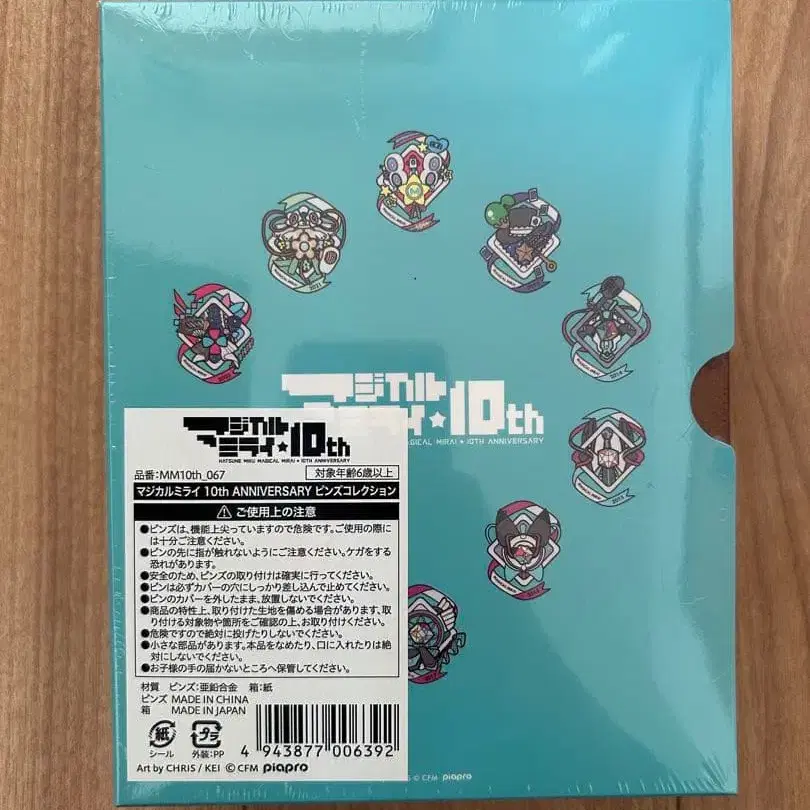 マジカル
ミライ★10th
MAGICAL MIRAI ★ 10TH ANNIVERSARY
マジカル
ミライ★10th
HATSUNE MIKU MAGICAL MIRAI ★ 10TH ANNIVERSARY
品番:MM10th_067 対象年齢6歳以上
マジカルミライ 10th ANNIVERSARY ピンズコレクション
ご使用上の注意
●ピンズは、機能上尖っていますので危険です。ご使用の際に
は十分ご注意ください。
●ピンの先に指が触れないようにご注意ください。ケガをする
恐れがあります。
●安全のため、ピンズの取付けは確実に行ってください。
●ピンは必ずカバーの穴にしっかり差し込んで止めてください。
●ピンのカバーを外したまま、放置しないでください。
●商品の特性上、取り付けた生地を傷める場合があります、取
り付ける対象物や箇所をご確認の上、お取り付けください。
●危険ですので絶対に投げたりしないでください。
●小さな部品があります。本品をなめたり、口に入れたりは絶
対にしないでください。
●お子様の手の届かないところへ保管してください。
材質 ピンズ:亜鉛合金 箱:紙
ピンズ MADE IN CHINA
箱 MADE IN JAPAN
紙 プラ
シール 外装:PP
4 943877 006392
Art by CHRIS / KEI © CFM piapro
© CFM piapro
2021
2014